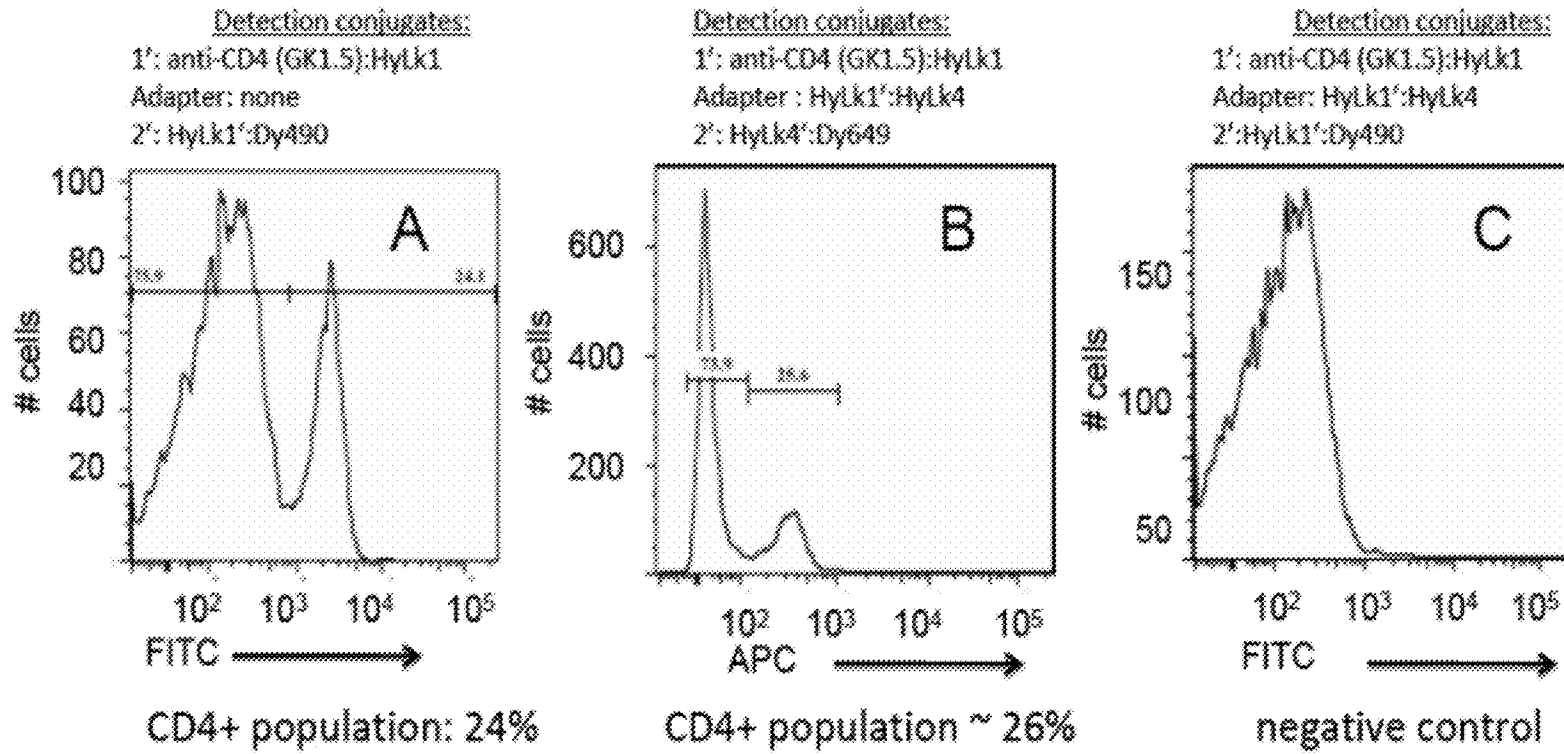 Detection conjugates:
1': anti-CD4 (GK1.5):HyLk1
Adapter: none
2': HyLk1':Dy490
100
80
60
40
20
# cells
A
24.1
10² 10³ 10⁴ 10⁵
FITC
CD4+ population: 24%
Detection conjugates:
1': anti-CD4 (GK1.5):HyLk1
Adapter : HyLk1':HyLk4
2': HyLk4':Dy649
600
400
200
# cells
B
25.6
10² 10³ 10⁴ 10⁵
APC
CD4+ population ~ 26%
Detection conjugates:
1': anti-CD4 (GK1.5):HyLk1
Adapter: HyLk1':HyLk4
2':HyLk1':Dy490
150
100
50
# cells
C
10² 10³ 10⁴ 10⁵
FITC
negative control